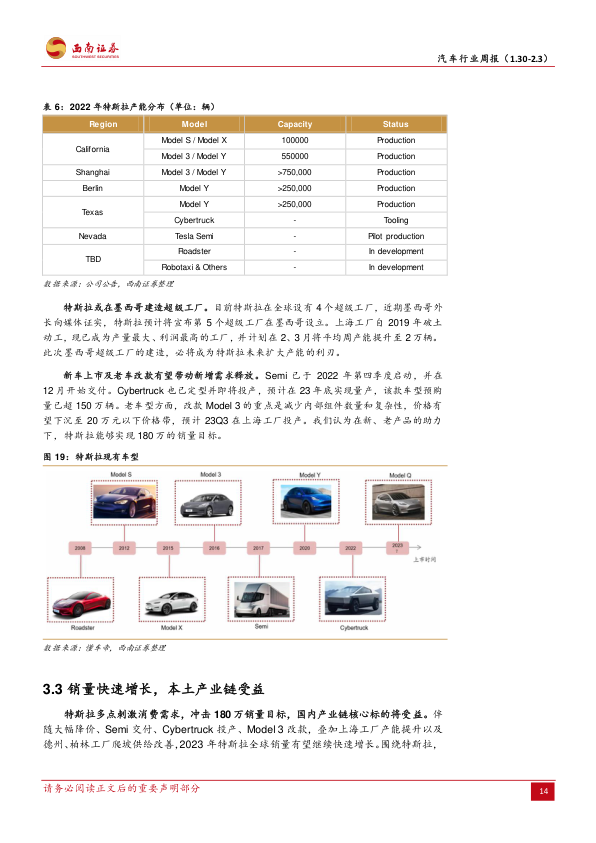 西南证券
SOUTHWEST SECURITIES
汽车行业周报（1.30-2.3）
表 6：2022 年特斯拉产能分布（单位：辆）
Region Model Capacity Status
California Model S / Model X 100000 Production
Model 3 / Model Y 550000 Production
Shanghai Model 3 / Model Y >750,000 Production
Berlin Model Y >250,000 Production
Texas Model Y >250,000 Production
Cybertruck - Tooling
Nevada Tesla Semi - Pilot production
TBD Roadster - In development
Robotaxi & Others - In development
数据来源：公司公告，西南证券整理
特斯拉或在墨西哥建造超级工厂。目前特斯拉在全球设有 4 个超级工厂，近期墨西哥外
长向媒体证实，特斯拉预计将宣布第 5 个超级工厂在墨西哥设立。上海工厂自 2019 年破土
动工，现已成为产量最大、利润最高的工厂，并计划在 2、3 月将平均周产能提升至 2 万辆。
此次墨西哥超级工厂的建造，必将成为特斯拉未来扩大产能的利刃。
新车上市及老车改款有望带动新增需求释放。Semi 已于 2022 年第四季度启动，并在
12 月开始交付。Cybertruck 也已定型并即将投产，预计在 23 年底实现量产，该款车型预购
量已超 150 万辆。老车型方面，改款 Model 3 的重点是减少内部组件数量和复杂性，价格有
望下沉至 20 万元以下价格带，预计 23Q3 在上海工厂投产。我们认为在新、老产品的助力
下，特斯拉能够实现 180 万的销量目标。
图 19：特斯拉现有车型
Model S Model 3 Model Y Model Q
2008 2012 2015 2016 2017 2020 2022 2023
上市时间
Roadster Model X Semi Cybertruck
数据来源：懂车帝，西南证券整理
3.3 销量快速增长，本土产业链受益
特斯拉多点刺激消费需求，冲击 180 万销量目标，国内产业链核心标的将受益。伴
随大幅降价、Semi 交付、Cybertruck 投产、Model 3 改款，叠加上海工厂产能提升以及
德州、柏林工厂爬坡供给改善，2023 年特斯拉全球销量有望继续快速增长。围绕特斯拉，
请务必阅读正文后的重要声明部分
14